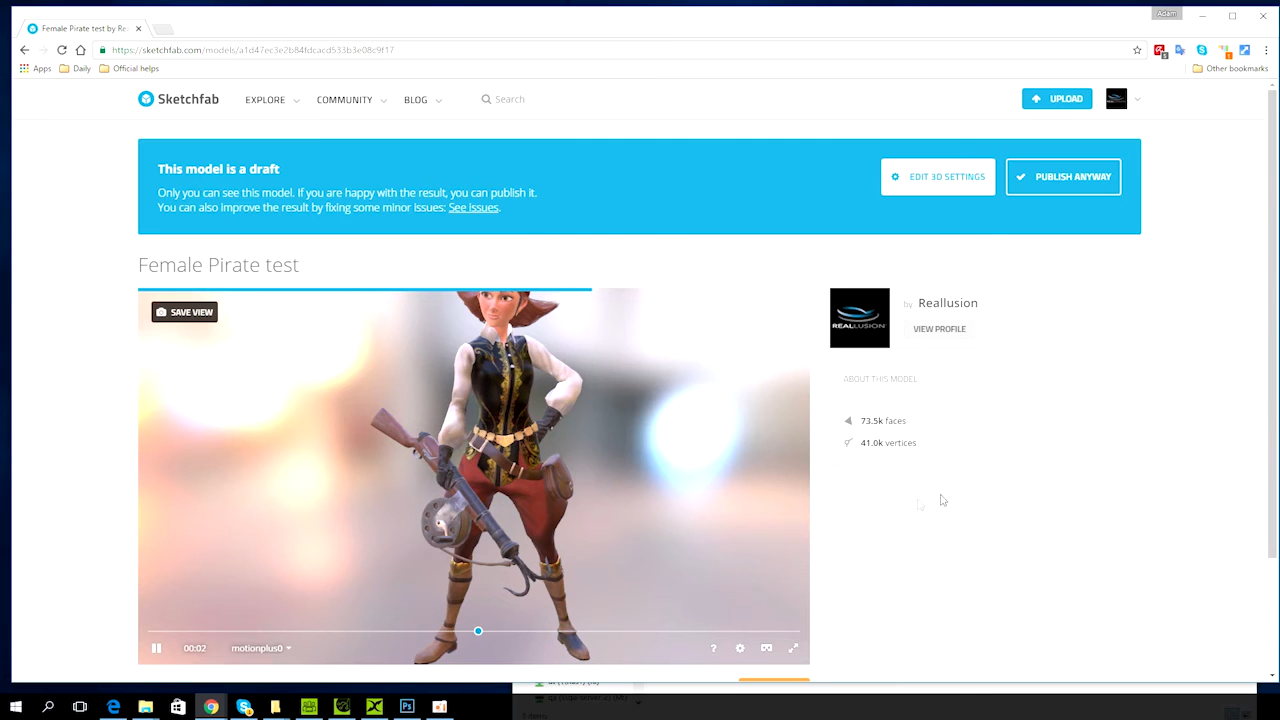 Adam
Female Pirate test by Re
https://sketchfab.com/models/a1d47ec3e2b84fdcacd533b3e08c9f17
Apps Daily Official helps Other bookmarks
Sketchfab EXPLORE COMMUNITY BLOG Search UPLOAD
This model is a draft
Only you can see this model. If you are happy with the result, you can publish it.
You can also improve the result by fixing some minor issues: See issues.
EDIT 3D SETTINGS PUBLISH ANYWAY
Female Pirate test
SAVE VIEW
REALLUSION
by Reallusion
VIEW PROFILE
ABOUT THIS MODEL
73.5k faces
41.0k vertices
00:02 motionplus0 ?